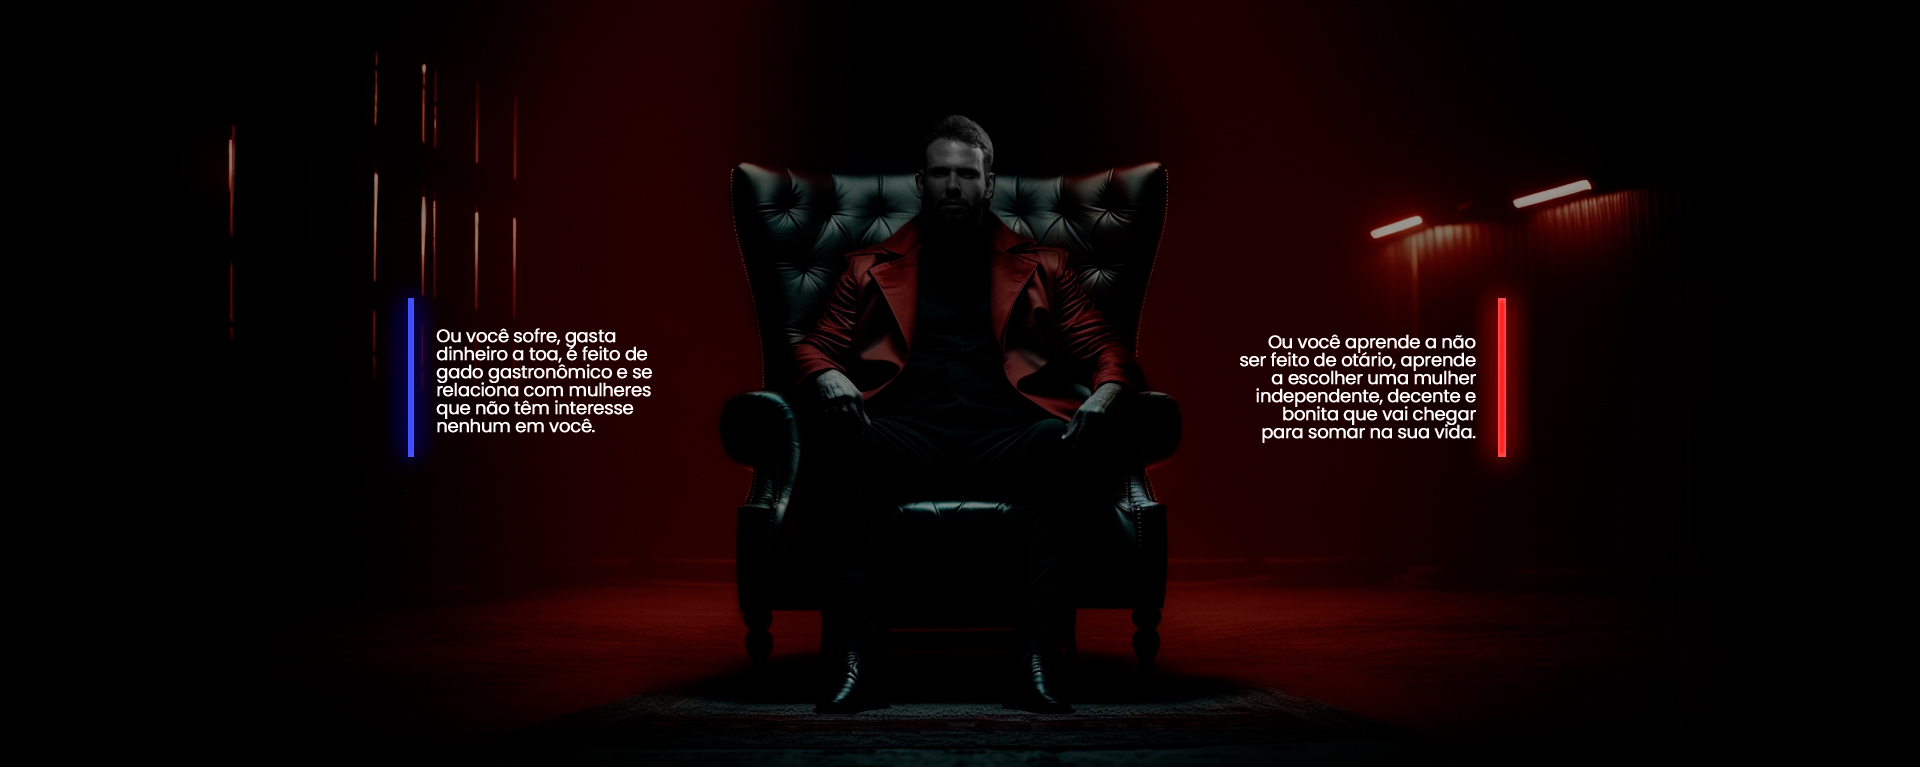 Ou você sofre, gasta
dinheiro a toa, é feito de
gado gastronômico e se
relaciona com mulheres
que não têm interesse
nenhum em você.
Ou você aprende a não
ser feito de otário, aprende
a escolher uma mulher
independente, decente e
bonita que vai chegar
para somar na sua vida.